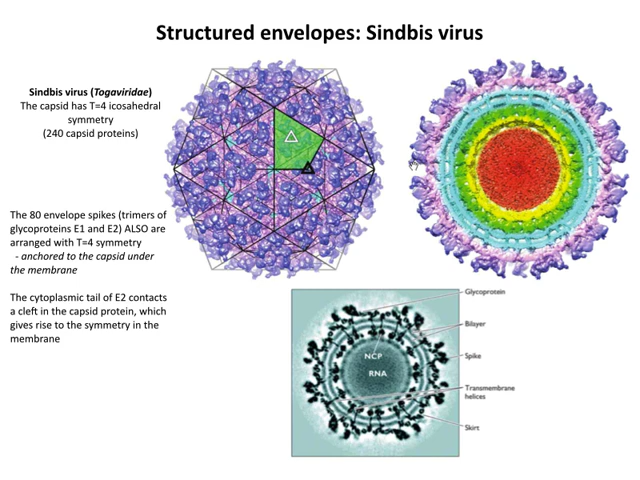 Structured envelopes: Sindbis virus
Sindbis virus (Togaviridae)
The capsid has T=4 icosahedral
symmetry
(240 capsid proteins)
The 80 envelope spikes (trimers of
glycoproteins E1 and E2) ALSO are
arranged with T=4 symmetry
- anchored to the capsid under
the membrane
The cytoplasmic tail of E2 contacts
a cleft in the capsid protein, which
gives rise to the symmetry in the
membrane
Glycoprotein
Bilayer
NCP
Spike
RNA
Transmembrane
helices
Skirt